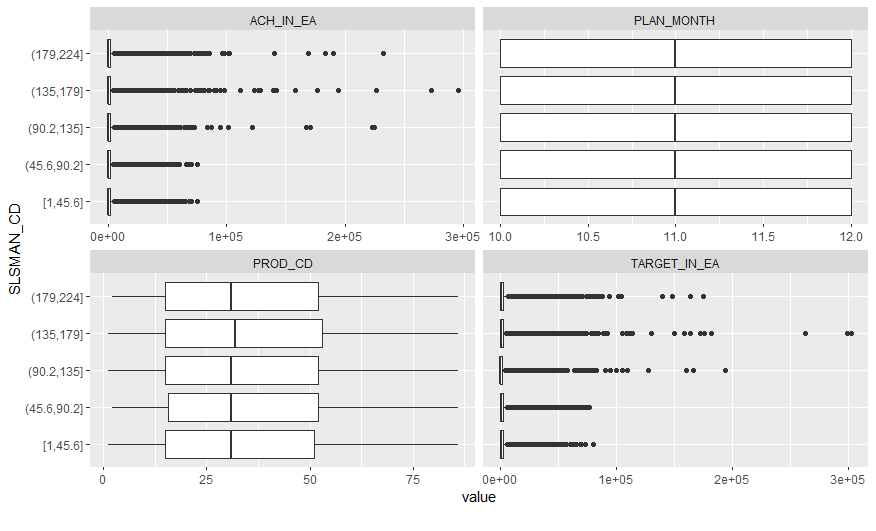 ACH_IN_EA
PLAN_MONTH
(179,224]
(135,179]
(90.2,135]
(45.6,90.2]
[1,45.6]
0e+00 1e+05 2e+05 3e+05
10.0 10.5 11.0 11.5 12.0
SLSMAN_CD
PROD_CD
TARGET_IN_EA
(179,224]
(135,179]
(90.2,135]
(45.6,90.2]
[1,45.6]
0 25 50 75
0e+00 1e+05 2e+05 3e+05
value